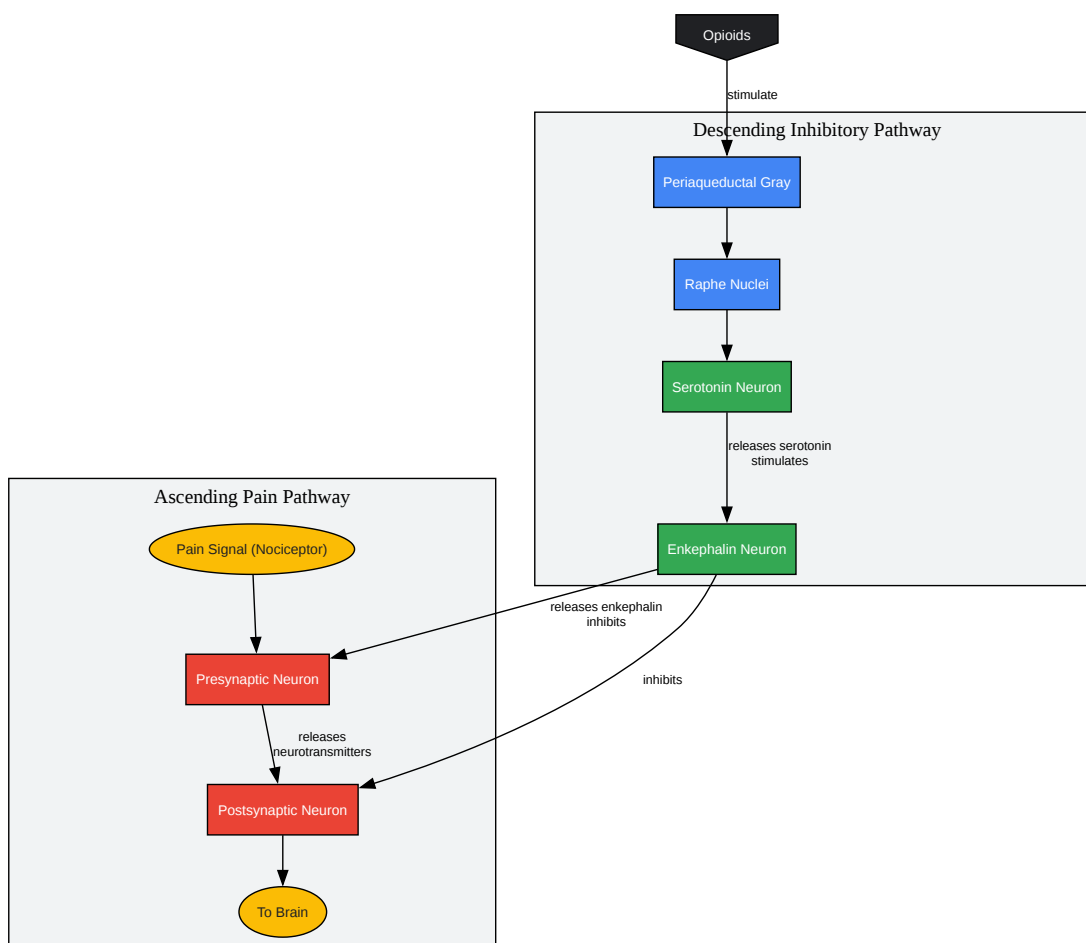 Opioids
stimulate
Descending Inhibitory Pathway
Periaqueductal Gray
Raphe Nuclei
Serotonin Neuron
releases serotonin
stimulates
Enkephalin Neuron
Ascending Pain Pathway
Pain Signal (Nociceptor)
releases enkephalin
inhibits
Presynaptic Neuron
inhibits
releases
neurotransmitters
Postsynaptic Neuron
To Brain